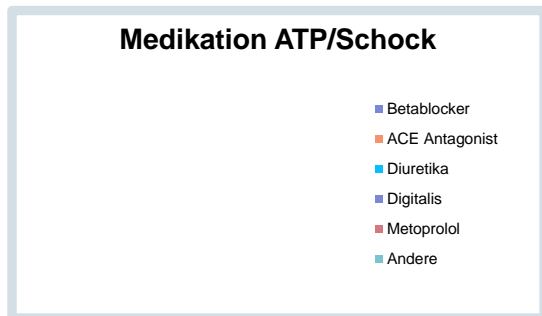 Medikation ATP/Schock
Betablocker
ACE Antagonist
Diuretika
Digitalis
Metoprolol
Andere